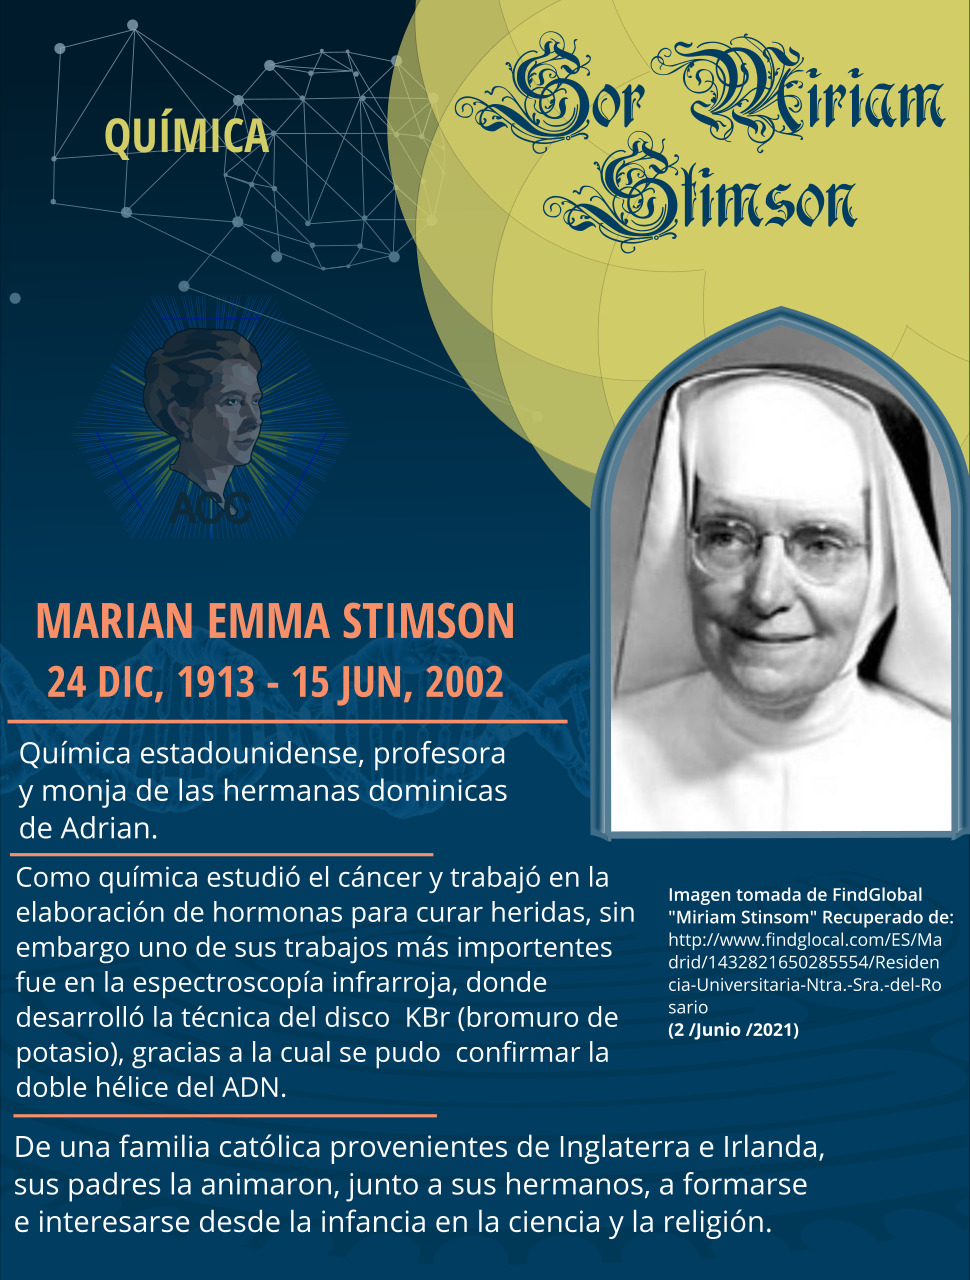 QUÍMICA
Sor Miriam
Stimson
ACC
MARIAN EMMA STIMSON
24 DIC, 1913 - 15 JUN, 2002
Química estadounidense, profesora
y monja de las hermanas dominicas
de Adrian.
Como química estudió el cáncer y trabajó en la
elaboración de hormonas para curar heridas, sin
embargo uno de sus trabajos más importentes
fue en la espectroscopía infrarroja, donde
desarrolló la técnica del disco  KBr (bromuro de
potasio), gracias a la cual se pudo  confirmar la
doble hélice del ADN.
Imagen tomada de FindGlobal
"Miriam Stinsom" Recuperado de:
http://www.findglocal.com/ES/Ma
drid/1432821650285554/Residen
cia-Universitaria-Ntra.-Sra.-del-Ro
sario
(2 /Junio /2021)
De una familia católica provenientes de Inglaterra e Irlanda,
sus padres la animaron, junto a sus hermanos, a formarse
e interesarse desde la infancia en la ciencia y la religión.